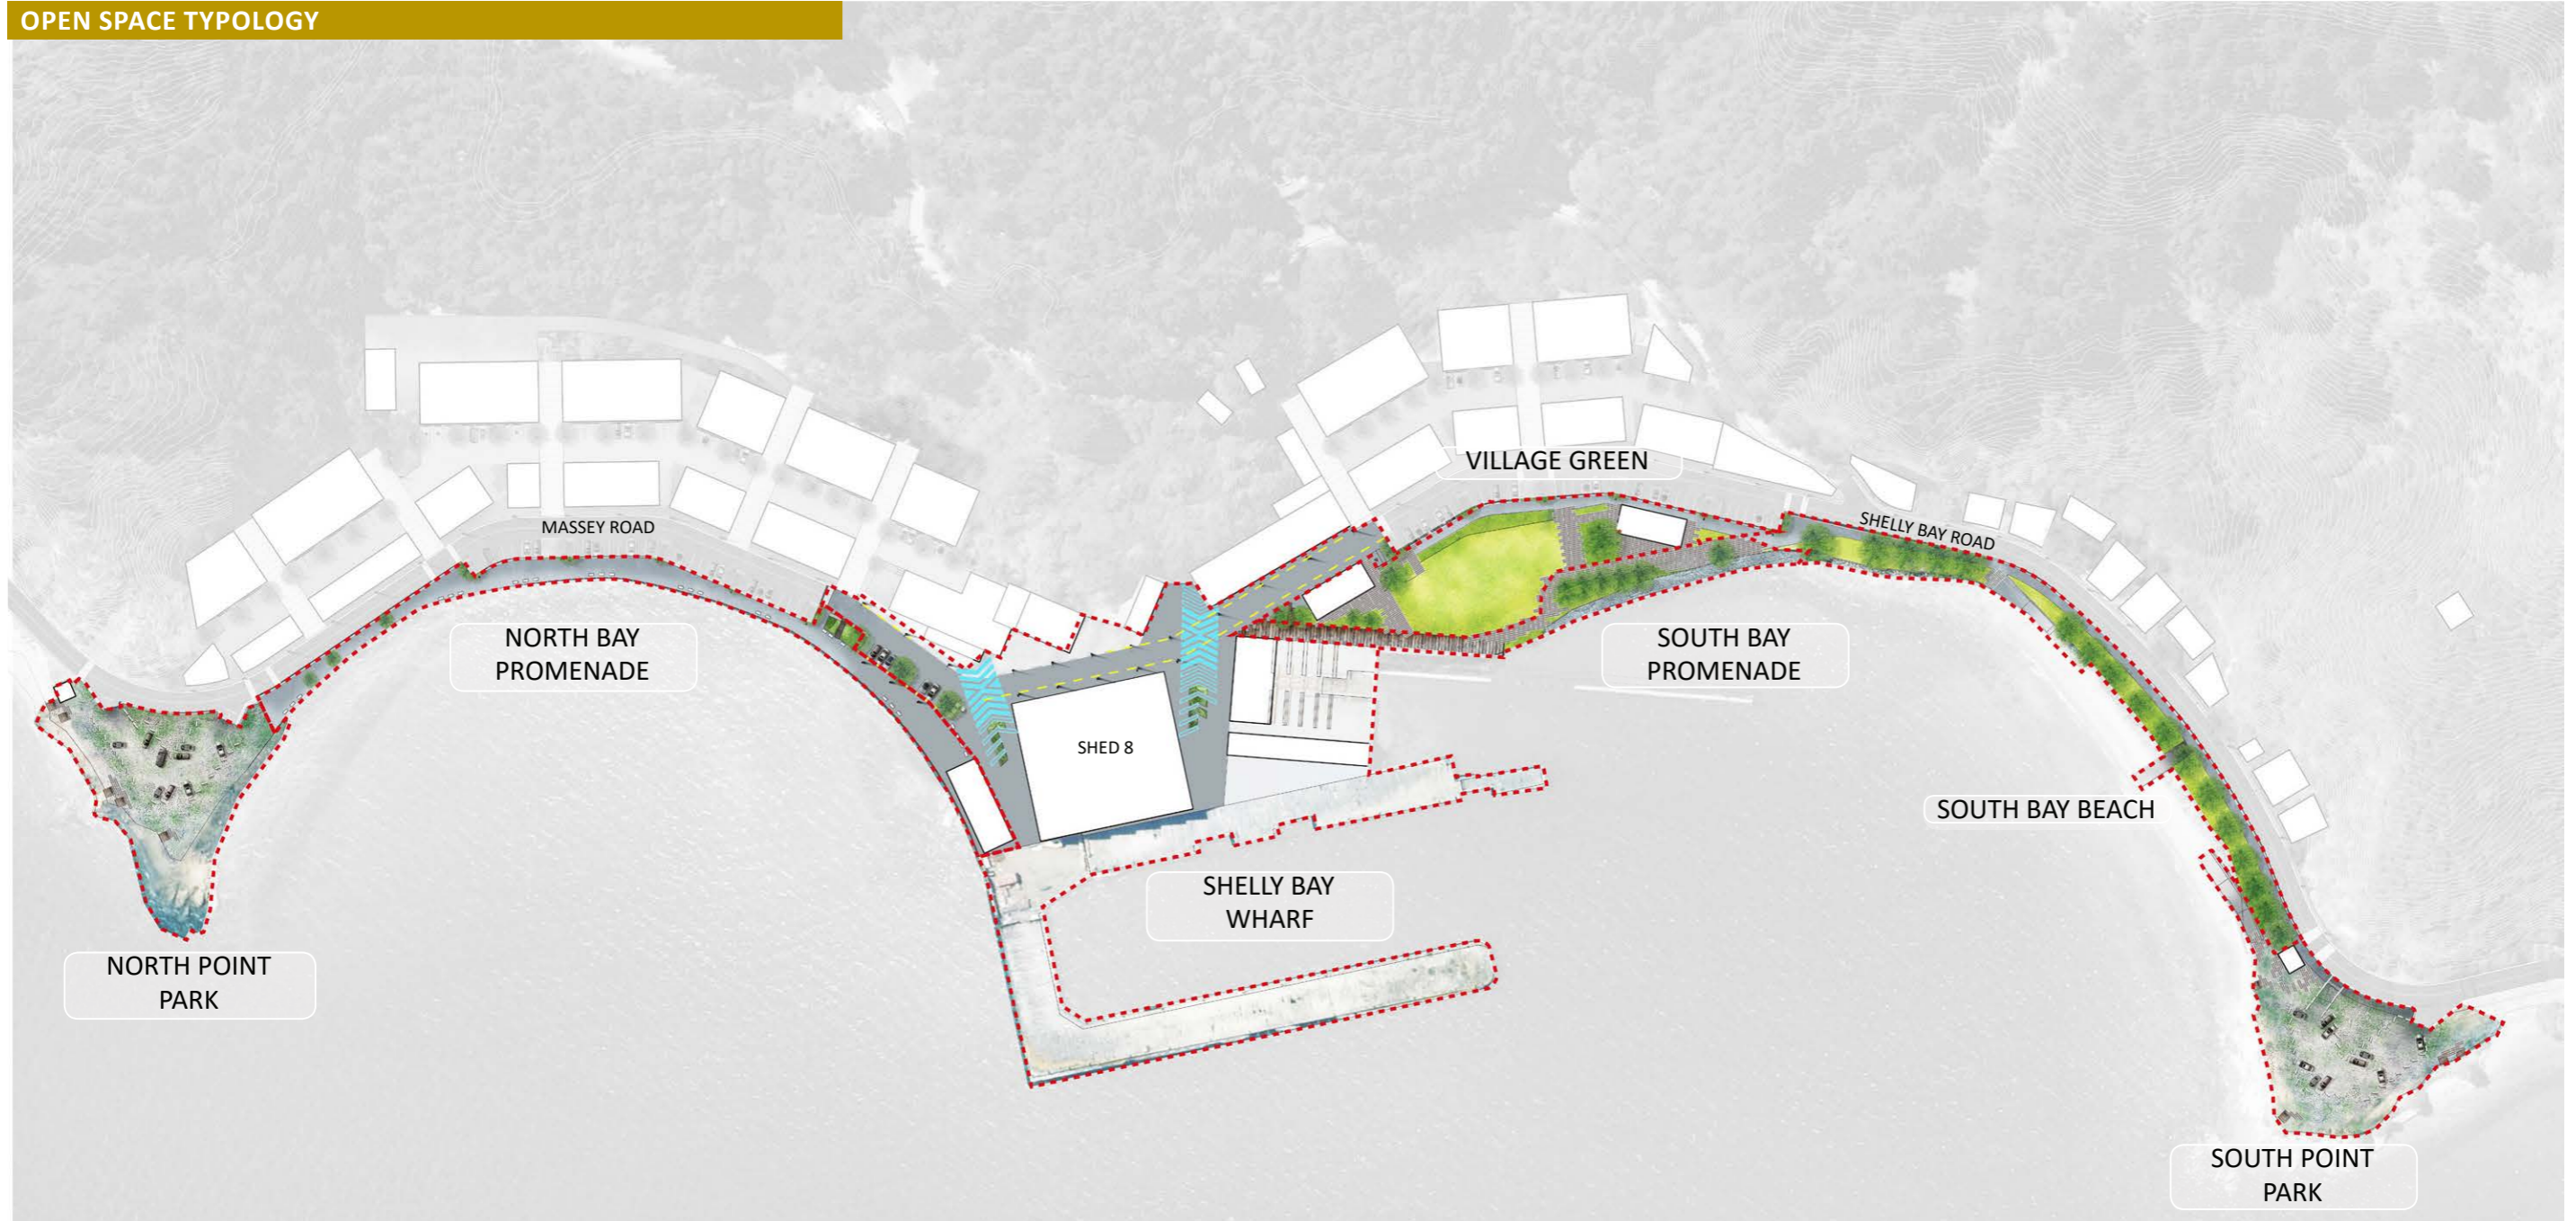 OPEN SPACE TYPOLOGY
VILLAGE GREEN
MASSEY ROAD
SHELLY BAY ROAD
NORTH BAY
PROMENADE
SOUTH BAY
PROMENADE
SHED 8
SOUTH BAY BEACH
SHELLY BAY
WHARF
NORTH POINT
PARK
SOUTH POINT
PARK